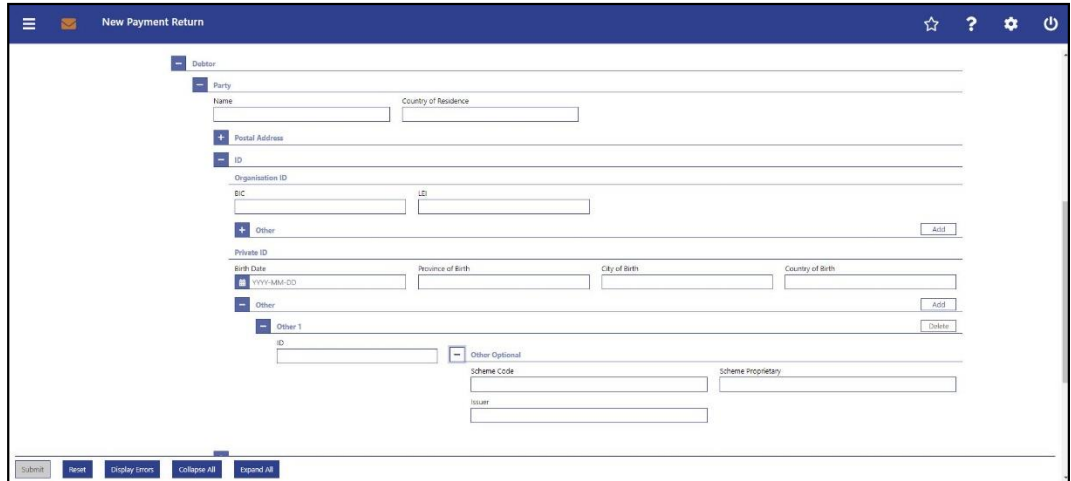 New Payment Return
Debtor
Party
Name Country of Residence
Postal Address
ID
Organisation ID
BIC LEI
Other Add
Private ID
Birth Date Province of Birth City of Birth Country of Birth
YYYY-MM-DD
Other Add
Other 1 Delete
ID
Other Optional
Scheme Code Scheme Proprietary
Issuer
Submit Reset Display Errors Collapse All Expand All